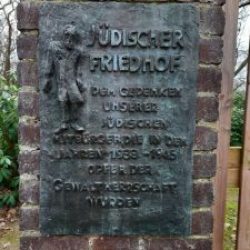 JÜDISCHER
FRIEDHOF
DEM GEDENKEN
UNSERER
JÜDISCHEN
MITBÜRGER DIE IN DEN
JAHREN 1933 - 1945
OPFER DER
GEWALTHERRSCHAFT
WURDEN